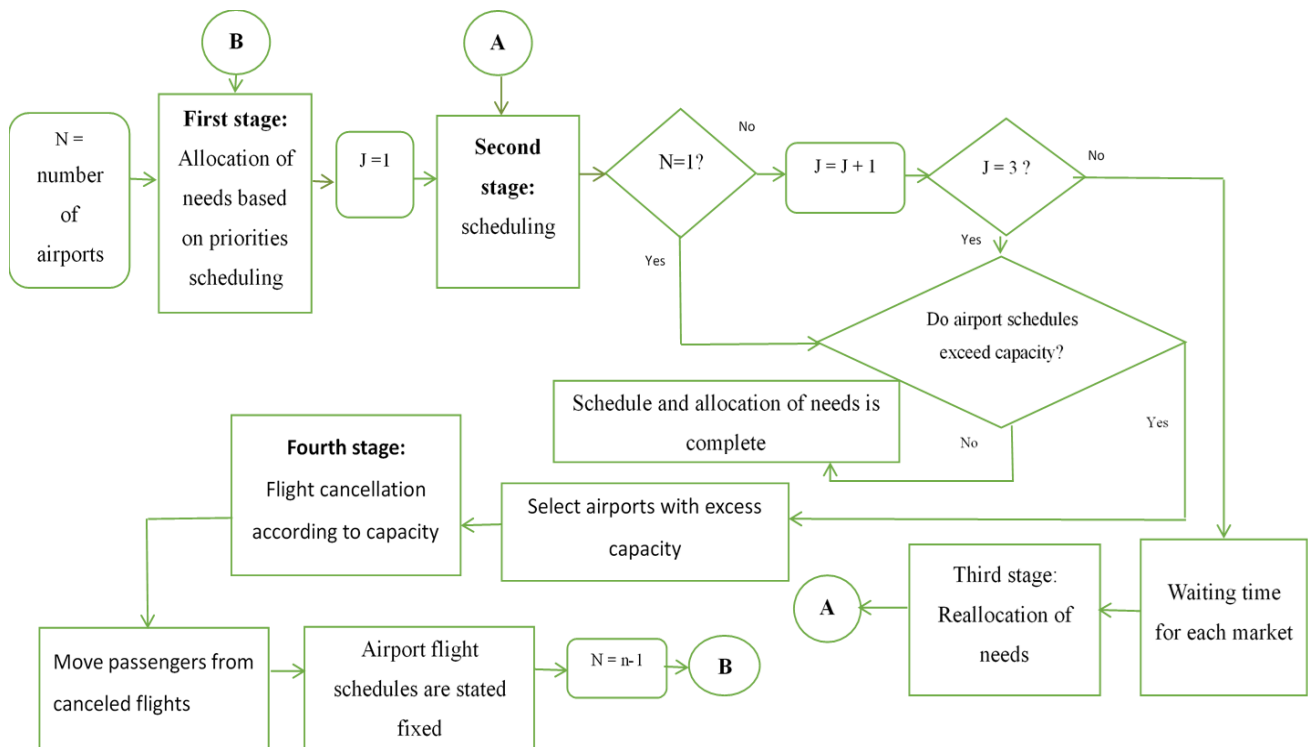 B
A
N =
number
of
airports
First stage:
Allocation of
needs based
on priorities
scheduling
J =1
Second
stage:
scheduling
N=1?
No
Yes
J = J + 1
J = 3 ?
No
Yes
Do airport schedules
exceed capacity?
Yes
No
Schedule and allocation of needs is
complete
Fourth stage:
Flight cancellation
according to capacity
Select airports with excess
capacity
A
Third stage:
Reallocation of
needs
Waiting time
for each market
Move passengers from
canceled flights
Airport flight
schedules are stated
fixed
N = n-1
B